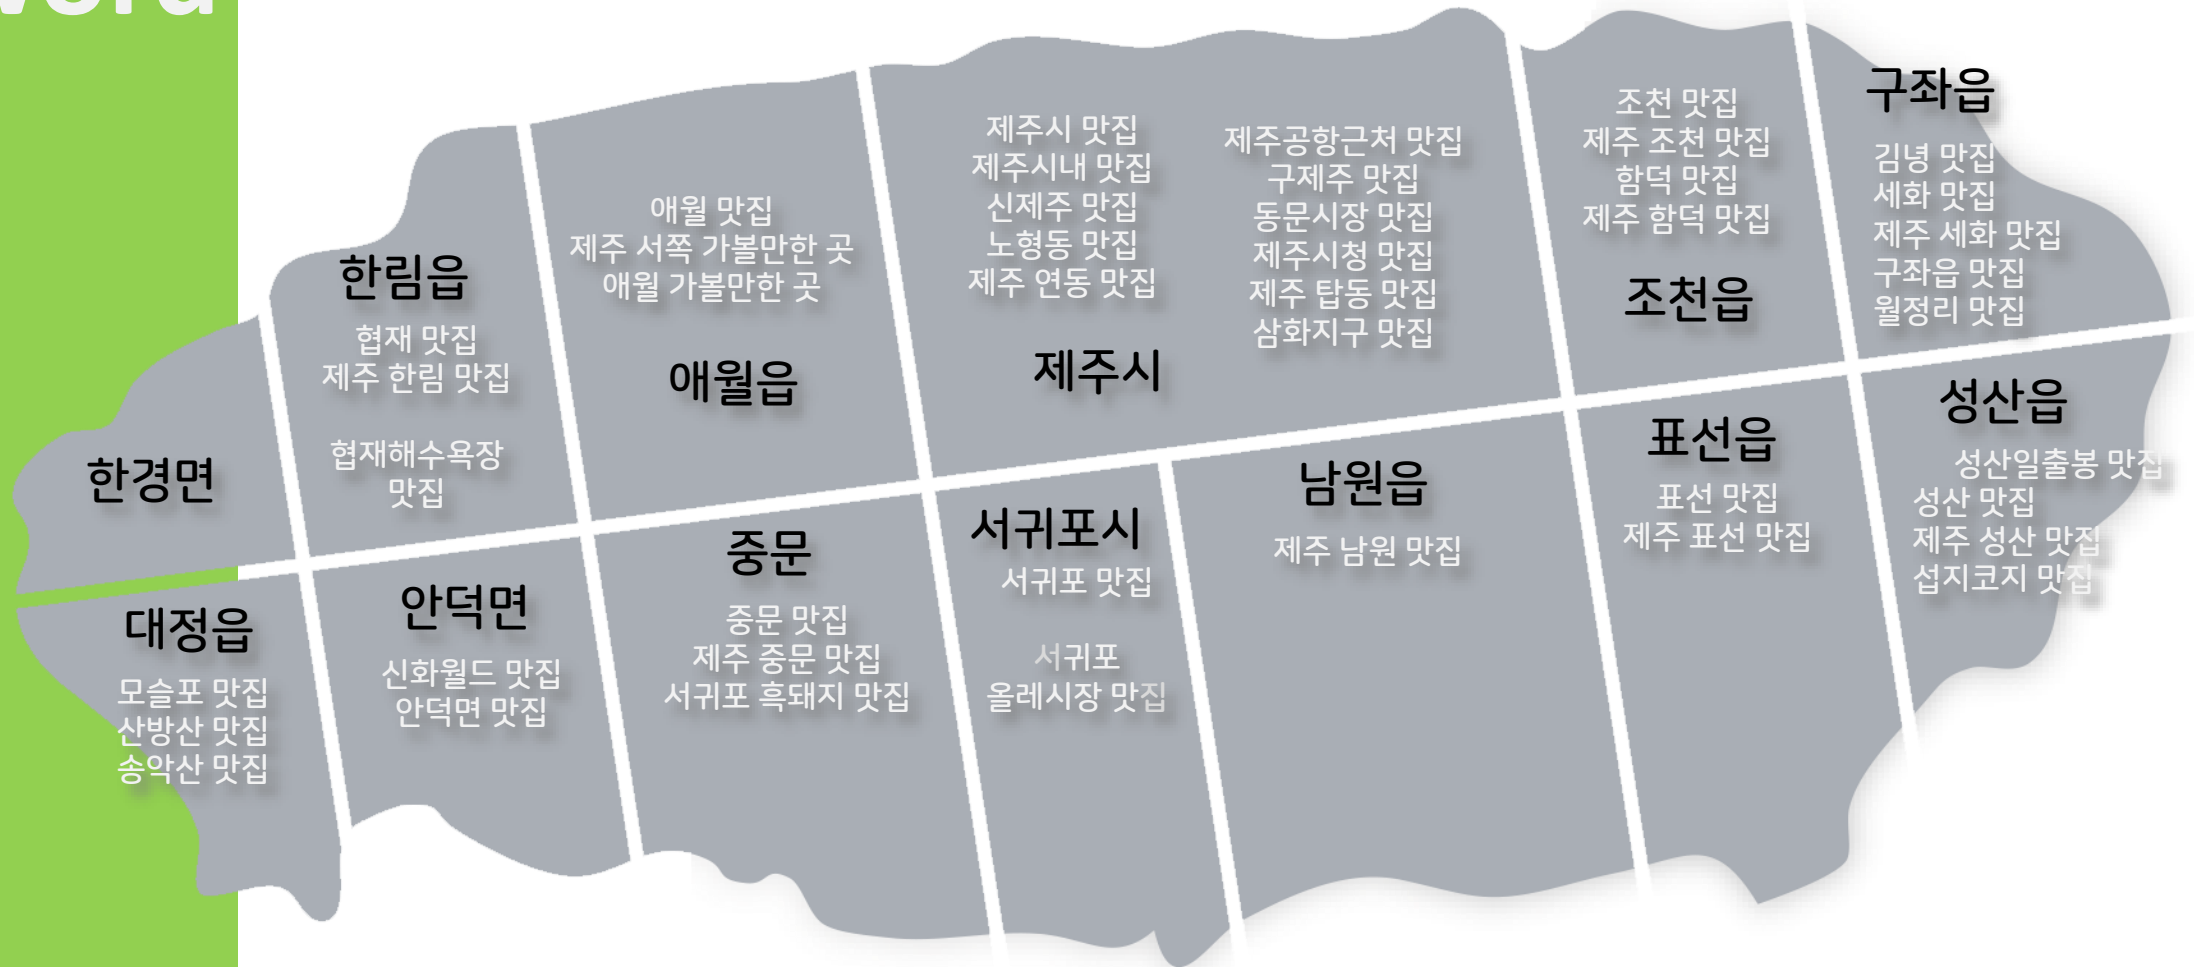 word
한경면
한림읍
협재 맛집
제주 한림 맛집
협재해수욕장
맛집
애월 맛집
제주 서쪽 가볼만한 곳
애월 가볼만한 곳
애월읍
제주시 맛집
제주시내 맛집
신제주 맛집
노형동 맛집
제주 연동 맛집
제주공항근처 맛집
구제주 맛집
동문시장 맛집
제주시청 맛집
제주 탑동 맛집
삼화지구 맛집
제주시
조천 맛집
제주 조천 맛집
함덕 맛집
제주 함덕 맛집
조천읍
구좌읍
김녕 맛집
세화 맛집
제주 세화 맛집
구좌읍 맛집
월정리 맛집
대정읍
모슬포 맛집
산방산 맛집
송악산 맛집
안덕면
신화월드 맛집
안덕면 맛집
중문
중문 맛집
제주 중문 맛집
서귀포 흑돼지 맛집
서귀포시
서귀포 맛집
서귀포
올레시장 맛집
남원읍
제주 남원 맛집
표선읍
표선 맛집
제주 표선 맛집
성산읍
성산일출봉 맛집
성산 맛집
제주 성산 맛집
섭지코지 맛집